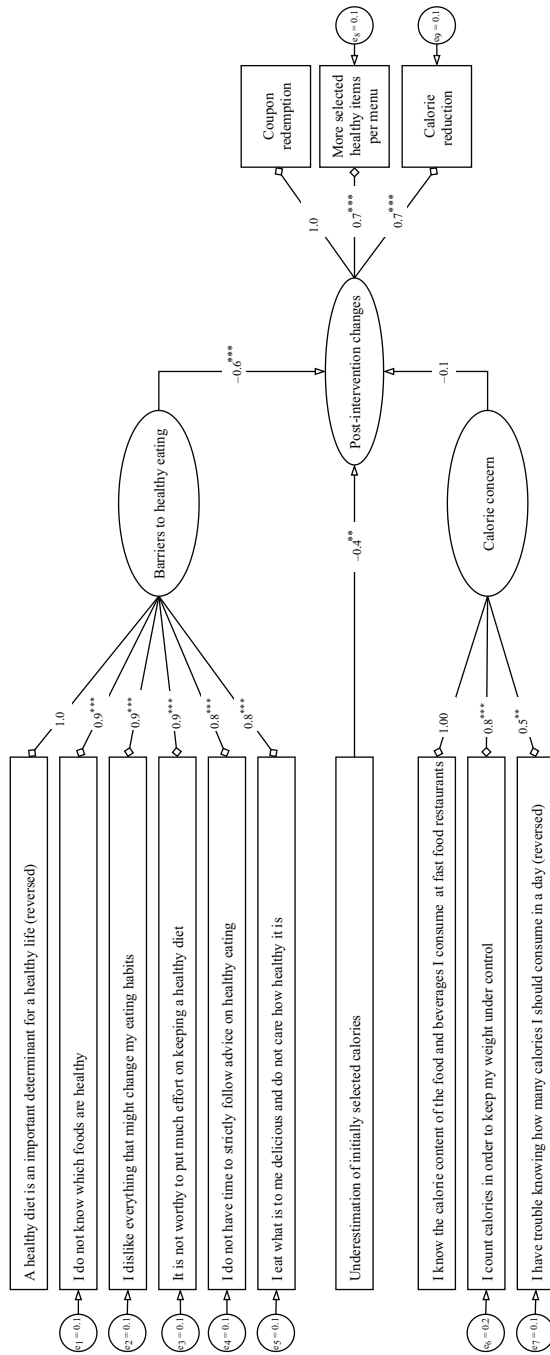 A healthy diet is an important determinant for a healthy life (reversed)
I do not know which foods are healthy
I dislike everything that might change my eating habits
It is not worthy to put much effort on keeping a healthy diet
I do not have time to strictly follow advice on healthy eating
I eat what is to me delicious and do not care how healthy it is
e1 = 0.1
e2 = 0.1
e3 = 0.1
e4 = 0.1
e5 = 0.1
1.0
0.9***
0.9***
0.9***
0.8***
0.8***
Barriers to healthy eating
−0.6***
Underestimation of initially selected calories
−0.4**
I know the calorie content of the food and beverages I consume at fast food restaurants
I count calories in order to keep my weight under control
I have trouble knowing how many calories I should consume in a day (reversed)
e6 = 0.2
e7 = 0.1
1.00
0.8***
0.5**
Calorie concern
−0.1
Post-intervention changes
1.0
0.7***
0.7***
Coupon
redemption
More selected
healthy items
per menu
Calorie
reduction
e8 = 0.1
e9 = 0.1